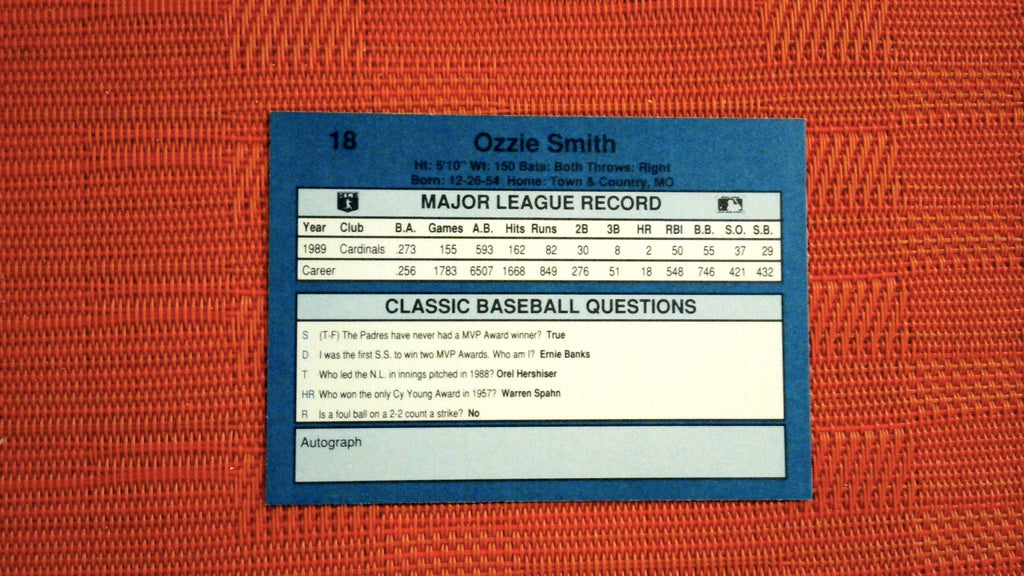 18 Ozzie Smith
Ht: 5'10" Wt: 150 Bats: Both Throws: Right
Born: 12-26-54 Home: Town & Country, MO
MAJOR LEAGUE RECORD
Year Club B.A. Games A.B. Hits Runs 2B 3B HR RBI B.B. S.O. S.B.
1989 Cardinals .273 155 593 162 82 30 8 2 50 55 37 29
Career .256 1783 6507 1668 849 276 51 18 548 746 421 432
CLASSIC BASEBALL QUESTIONS
S (T-F) The Padres have never had a MVP Award winner? True
D I was the first S.S. to win two MVP Awards. Who am I? Ernie Banks
T Who led the N.L. in innings pitched in 1988? Orel Hershiser
HR Who won the only Cy Young Award in 1957? Warren Spahn
R Is a foul ball on a 2-2 count a strike? No
Autograph